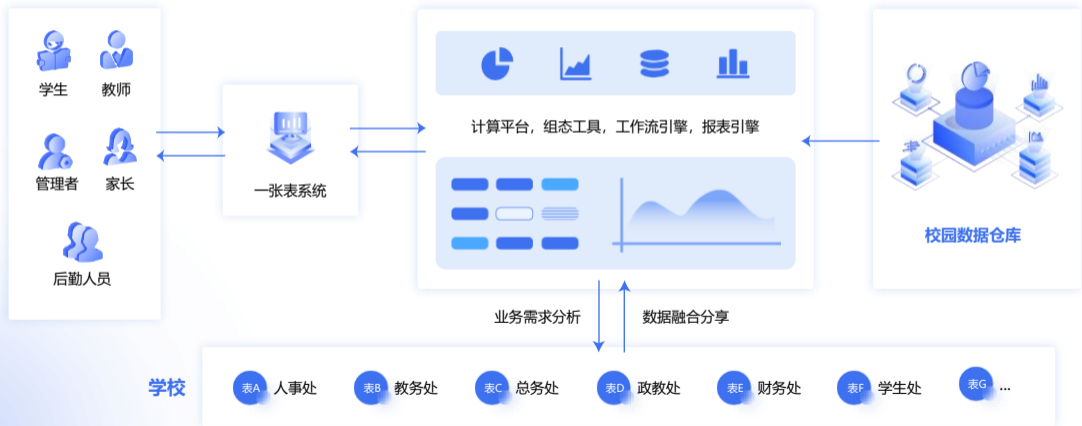 学生
教师
管理者
家长
后勤人员
一张表系统
计算平台，组态工具，工作流引擎，报表引擎
校园数据仓库
业务需求分析
数据融合分享
学校
表A 人事处
表B 教务处
表C 总务处
表D 政教处
表E 财务处
表F 学生处
表G ...